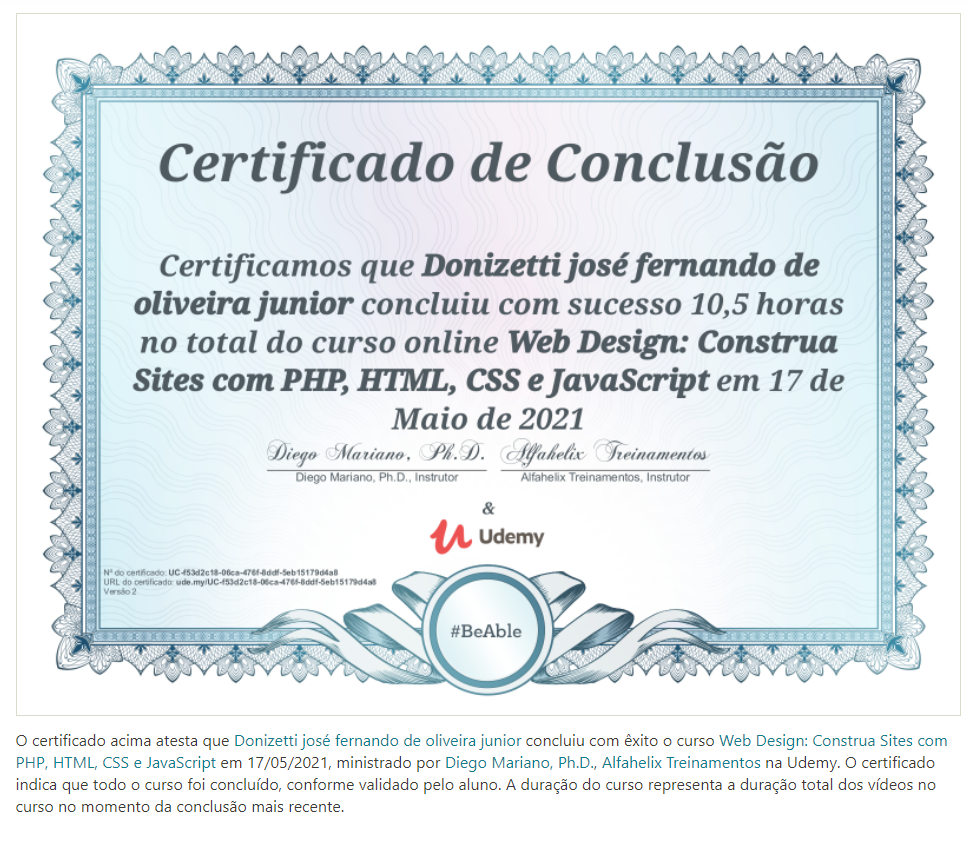 Certificado de Conclusão
Certificamos que Donizetti josé fernando de
oliveira junior concluiu com sucesso 10,5 horas
no total do curso online Web Design: Construa
Sites com PHP, HTML, CSS e JavaScript em 17 de
Maio de 2021
Diego Mariano, Ph.D. Alfahelix Treinamentos
Diego Mariano, Ph.D., Instrutor Alfahelix Treinamentos, Instrutor
&
Udemy
Nº do certificado: UC-f53d2c18-06ca-476f-8ddf-5eb15179d4a8
URL do certificado: ude.my/UC-f53d2c18-06ca-476f-8ddf-5eb15179d4a8
Versão 2
#BeAble
O certificado acima atesta que Donizetti josé fernando de oliveira junior concluiu com êxito o curso Web Design: Construa Sites com
PHP, HTML, CSS e JavaScript em 17/05/2021, ministrado por Diego Mariano, Ph.D., Alfahelix Treinamentos na Udemy. O certificado
indica que todo o curso foi concluído, conforme validado pelo aluno. A duração do curso representa a duração total dos vídeos no
curso no momento da conclusão mais recente.